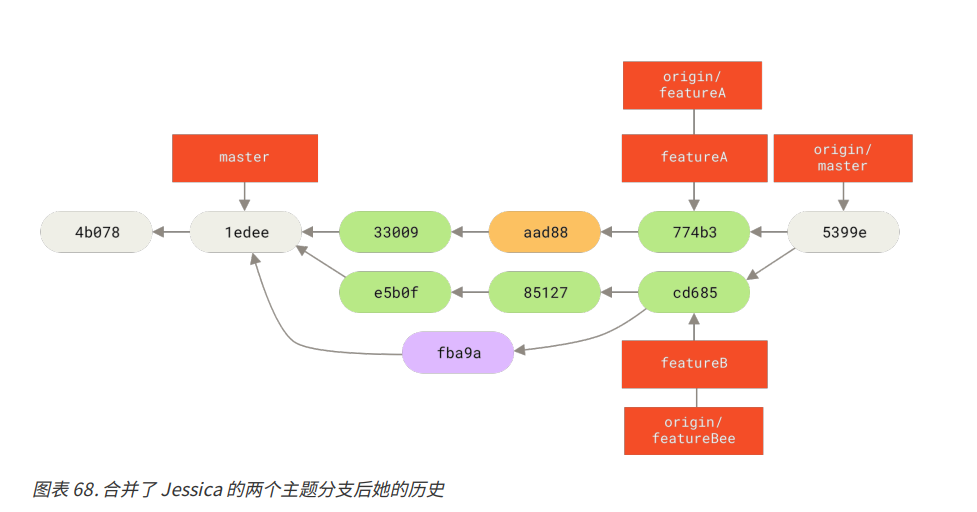 origin/
featureA
master
featureA
origin/
master
4b078
1edee
33009
aad88
774b3
5399e
e5b0f
85127
cd685
fba9a
featureB
origin/
featureBee
图表 68. 合并了 Jessica 的两个主题分支后她的历史